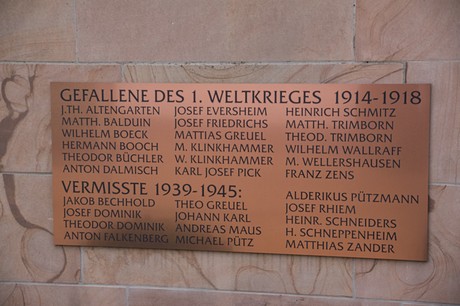 GEFALLENE DES 1. WELTKRIEGES 1914-1918
J.TH. ALTENGARTEN JOSEF EVERSHEIM HEINRICH SCHMITZ
MATTH. BALDUIN JOSEF FRIEDRICHS MATTH. TRIMBORN
WILHELM BOECK MATTIAS GREUEL THEOD. TRIMBORN
HERMANN BOOCH M. KLINKHAMMER WILHELM WALLRAFF
THEODOR BÜCHLER W. KLINKHAMMER M. WELLERSHAUSEN
ANTON DALMISCH KARL JOSEF PICK FRANZ ZENS
VERMISSTE 1939-1945:
JAKOB BECHHOLD THEO GREUEL ALDERIKUS PÜTZMANN
JOSEF DOMINIK JOHANN KARL JOSEF RHIEM
THEODOR DOMINIK ANDREAS MAUS HEINR. SCHNEIDERS
ANTON FALKENBERG MICHAEL PÜTZ H. SCHNEPPENHEIM
MATTHIAS ZANDER